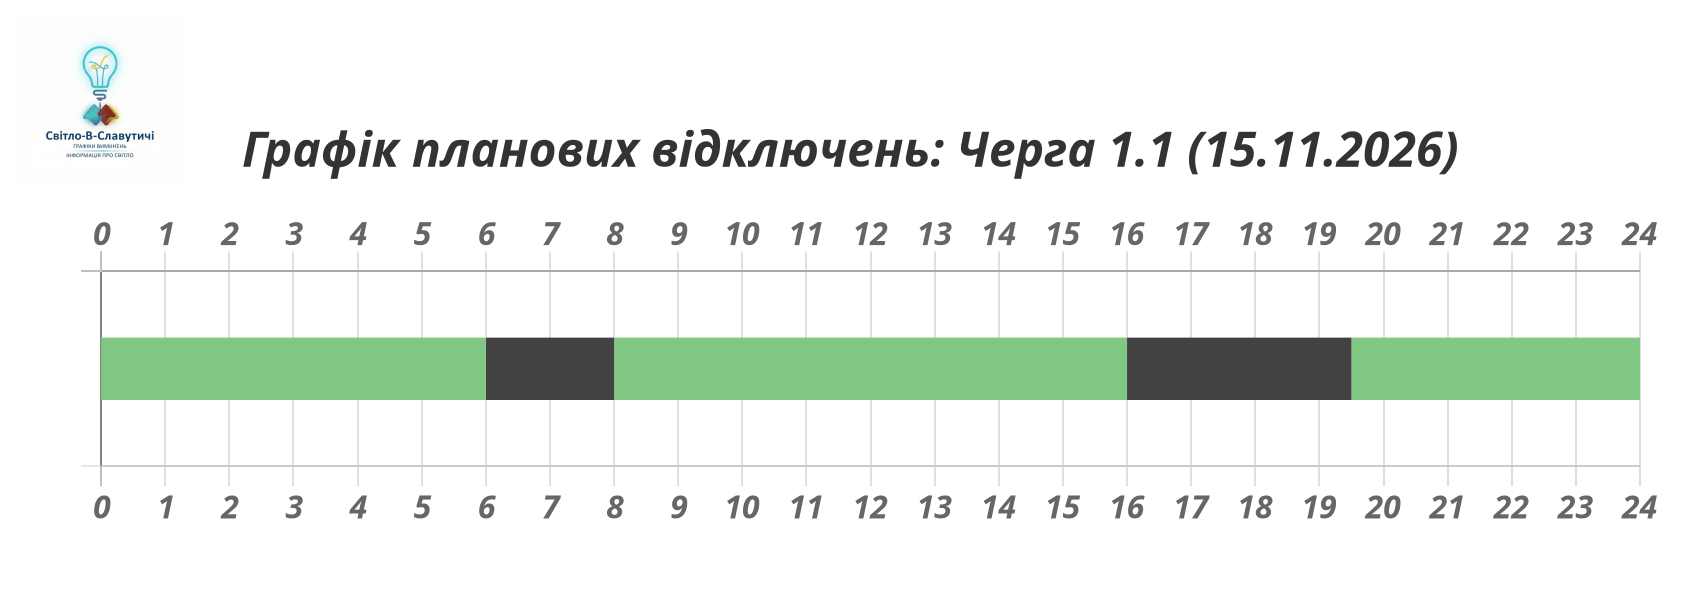 Світло-В-Славутичі
ГРАФІКИ ВИМКНЕНЬ
ІНФОРМАЦІЯ ПРО СВІТЛО
Графік планових відключень: Черга 1.1 (15.11.2026)
0 1 2 3 4 5 6 7 8 9 10 11 12 13 14 15 16 17 18 19 20 21 22 23 24
0 1 2 3 4 5 6 7 8 9 10 11 12 13 14 15 16 17 18 19 20 21 22 23 24